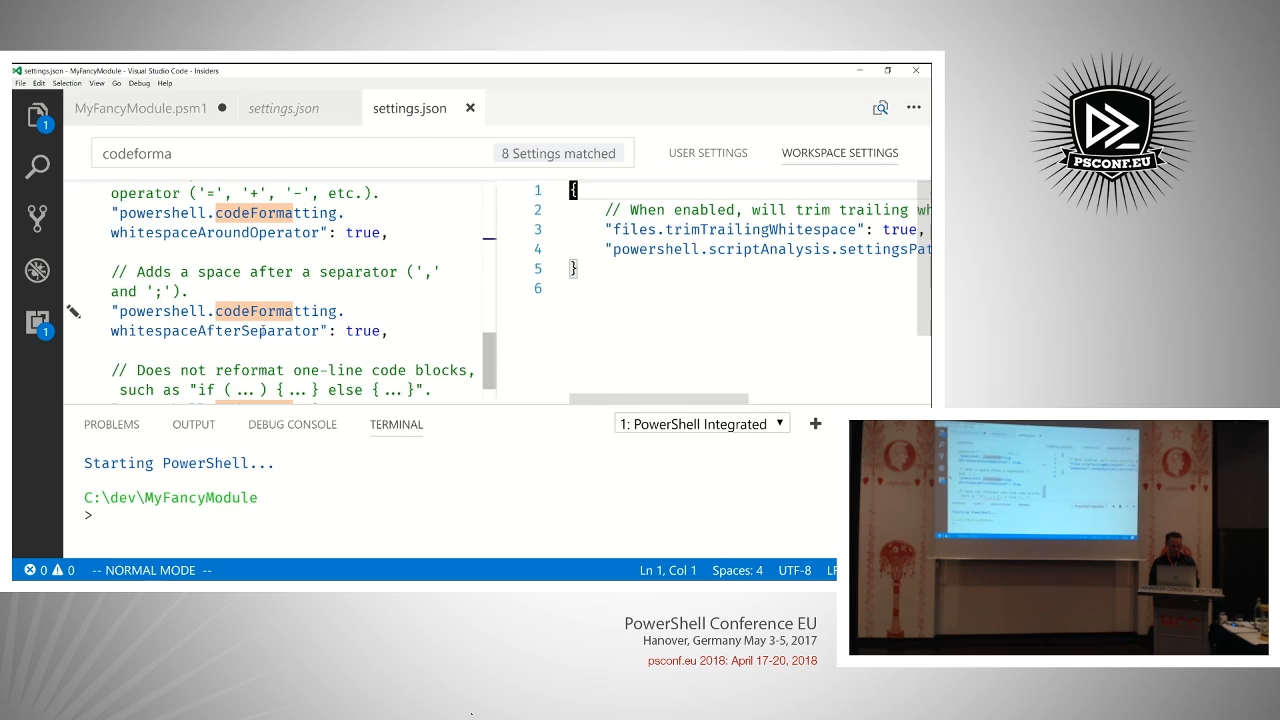 settings.json - MyFancyModule - Visual Studio Code - Insiders
File Edit Selection View Go Debug Help
MyFancyModule.psm1 settings.json settings.json
codeforma 8 Settings matched USER SETTINGS WORKSPACE SETTINGS
operator ('=', '+', '-', etc.).
"powershell.codeFormatting.
whitespaceAroundOperator": true,
// Adds a space after a separator (','
and ';').
"powershell.codeFormatting.
whitespaceAfterSeparator": true,
// Does not reformat one-line code blocks,
such as "if (...) {...} else {...}".
1 {
2 // When enabled, will trim trailing wh
3 "files.trimTrailingWhitespace": true,
4 "powershell.scriptAnalysis.settingsPat
5 }
6
1
1
PROBLEMS OUTPUT DEBUG CONSOLE TERMINAL 1: PowerShell Integrated
Starting PowerShell...
C:\dev\MyFancyModule
>
0 0 -- NORMAL MODE -- Ln 1, Col 1 Spaces: 4 UTF-8 LF
PSCONF.EU
HANNOVER CONGRESS CENTRUM
PowerShell Conference EU
Hanover, Germany May 3-5, 2017
psconf.eu 2018: April 17-20, 2018